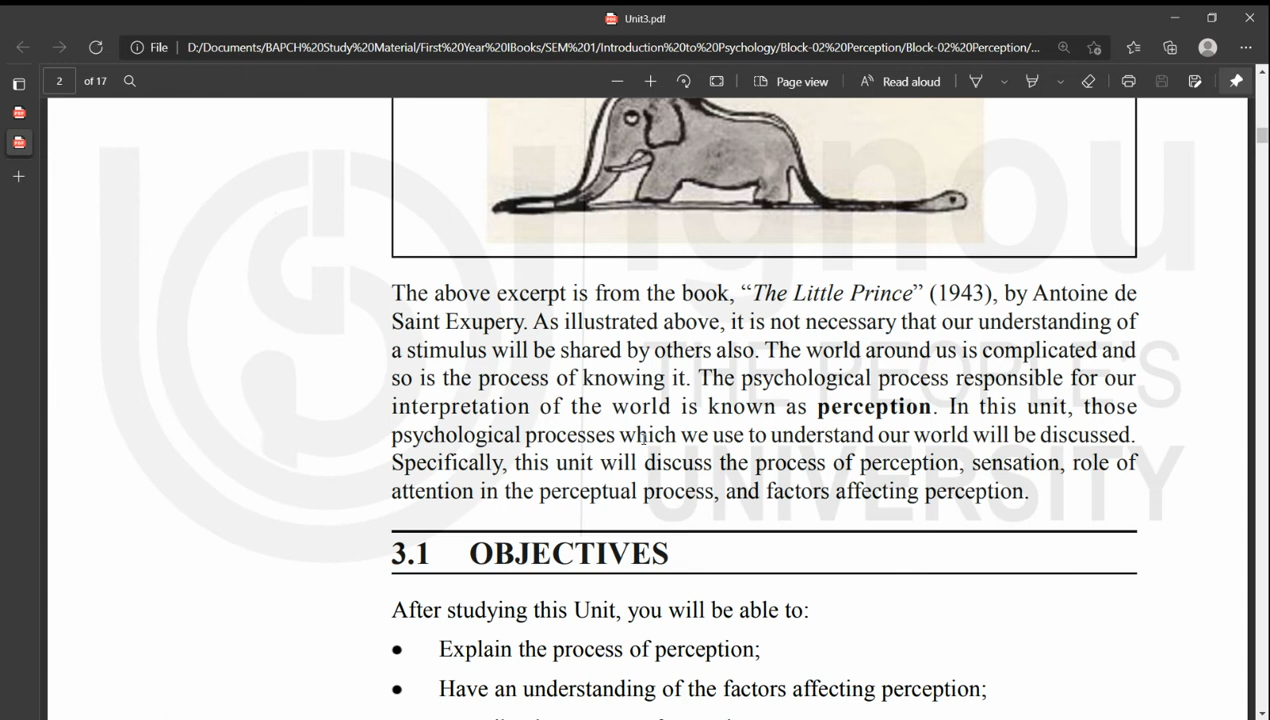 Unit3.pdf
File D:/Documents/BAPCH%20Study%20Material/First%20Year%20IBooks/SEM%201/Introduction%20to%20Psychology/Block-02%20Perception/Block-02%20Perception/...
2 of 17 Page view Read aloud
ignou
THE PEOPLE'S
UNIVERSITY
The above excerpt is from the book, “The Little Prince” (1943), by Antoine de
Saint Exupery. As illustrated above, it is not necessary that our understanding of
a stimulus will be shared by others also. The world around us is complicated and
so is the process of knowing it. The psychological process responsible for our
interpretation of the world is known as perception. In this unit, those
psychological processes which we use to understand our world will be discussed.
Specifically, this unit will discuss the process of perception, sensation, role of
attention in the perceptual process, and factors affecting perception.
3.1 OBJECTIVES
After studying this Unit, you will be able to:
● Explain the process of perception;
● Have an understanding of the factors affecting perception;